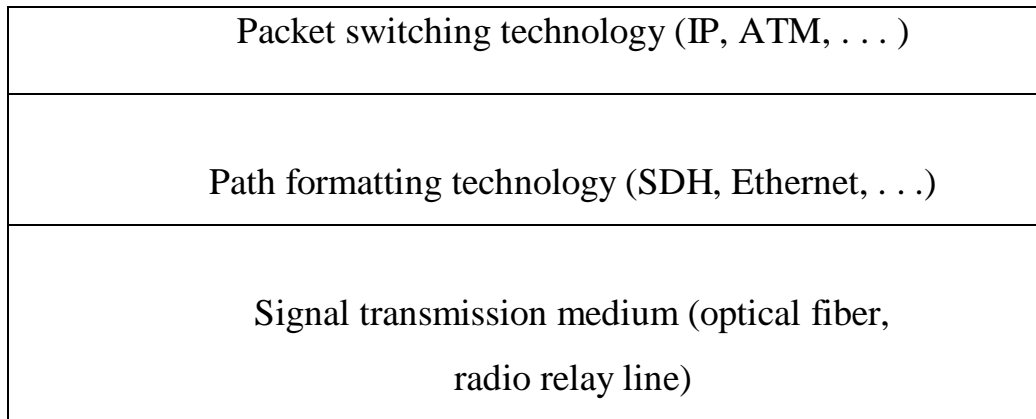 Packet switching technology (IP, ATM, . . . )
Path formatting technology (SDH, Ethernet, . . .)
Signal transmission medium (optical fiber,
radio relay line)